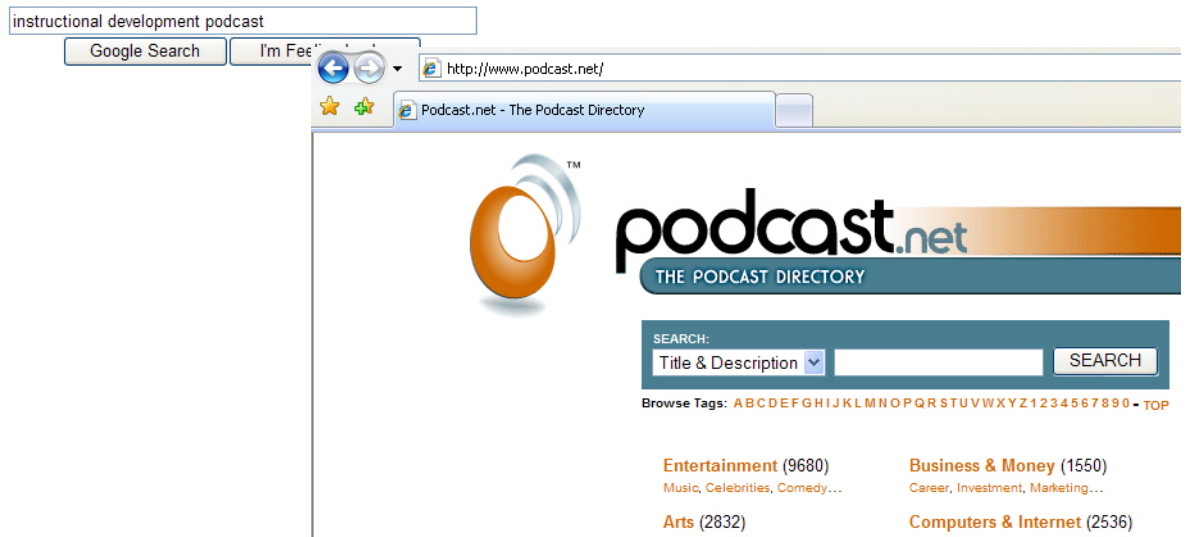 instructional development podcast
Google Search
http://www.podcast.net/
Podcast.net - The Podcast Directory
TM
podcast.net
THE PODCAST DIRECTORY
SEARCH:
Title & Description SEARCH
Browse Tags: A B C D E F G H I J K L M N O P Q R S T U V W X Y Z 1 2 3 4 5 6 7 8 9 0 - TOP
Entertainment (9680) Business & Money (1550)
Music, Celebrities, Comedy... Career, Investment, Marketing...
Arts (2832) Computers & Internet (2536)